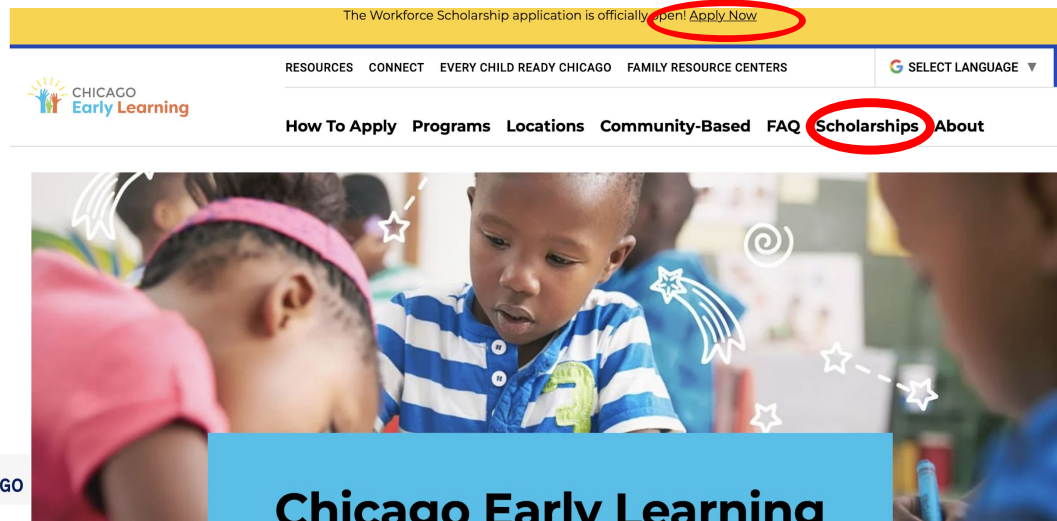 The Workforce Scholarship application is officially open! Apply Now
RESOURCES CONNECT EVERY CHILD READY CHICAGO FAMILY RESOURCE CENTERS
G SELECT LANGUAGE ▼
CHICAGO
Early Learning
How To Apply Programs Locations Community-Based FAQ Scholarships About
GO
Chicago Early Learning